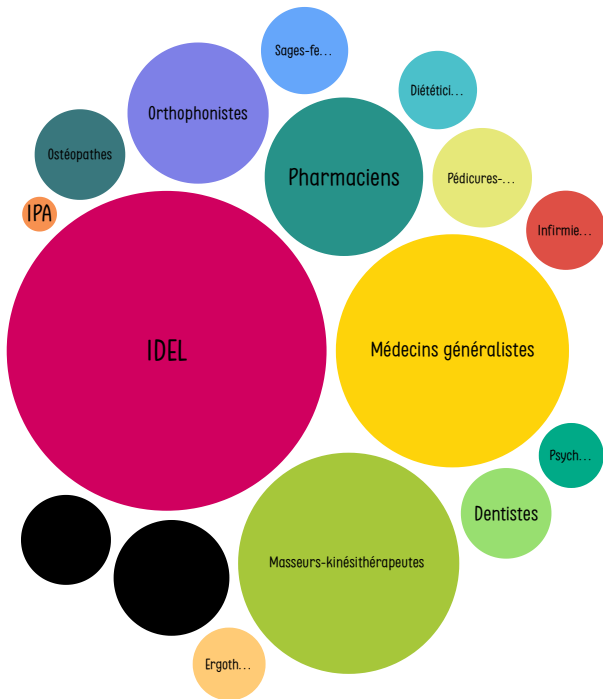 Sages-fe...
Diététici...
Orthophonistes
Ostéopathes
Pharmaciens
Pédicures-...
IPA
Infirmie...
IDEL
Médecins généralistes
Psych...
Dentistes
Masseurs-kinésithérapeutes
Ergoth...